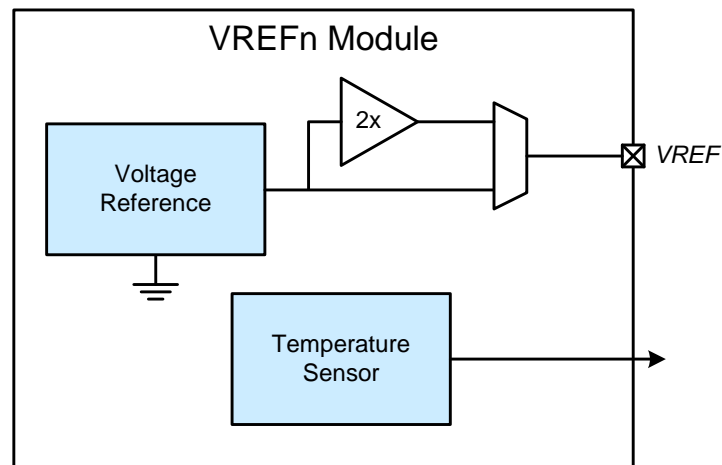 VREFn Module
2x
Voltage
Reference
VREF
Temperature
Sensor